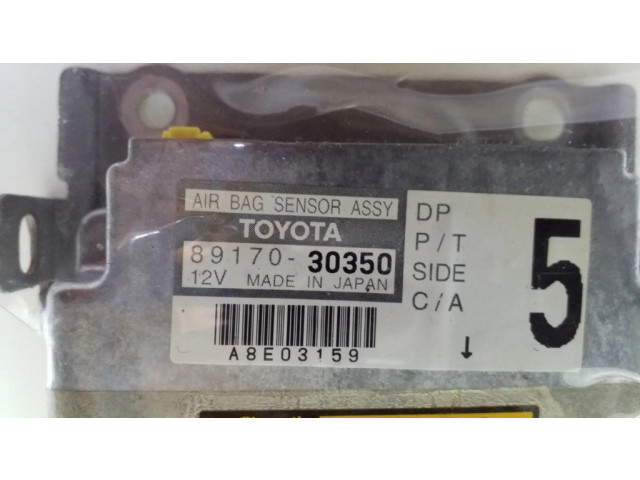 AIR BAG SENSOR ASSY
TOYOTA
89170-30350
12V MADE IN JAPAN
A8E03159
DP
P/T
SIDE
C/A
↓
5